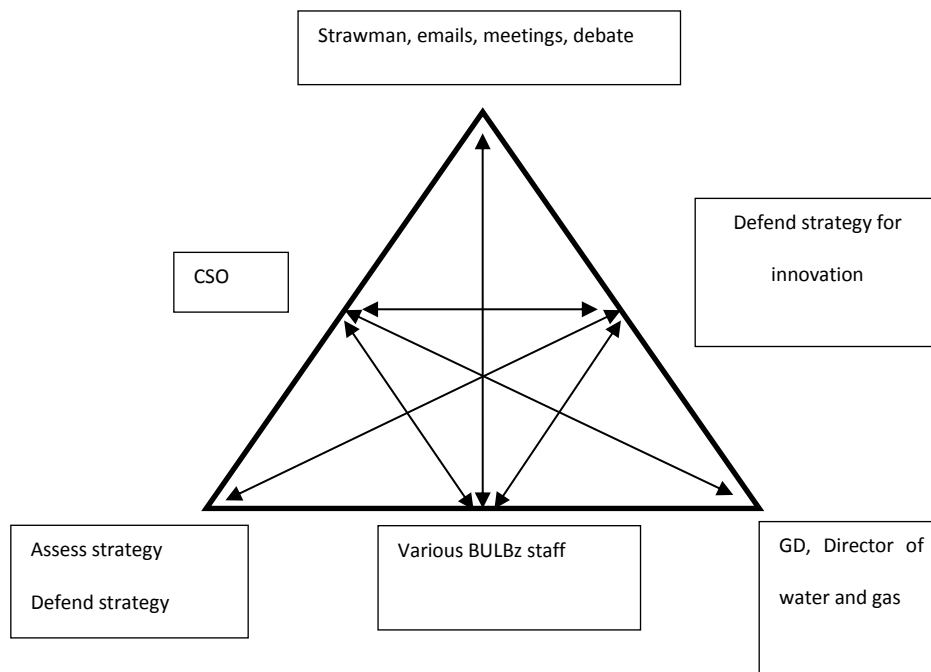 Strawman, emails, meetings, debate
Defend strategy for
innovation
CSO
Assess strategy
Defend strategy
Various BULBz staff
GD, Director of
water and gas